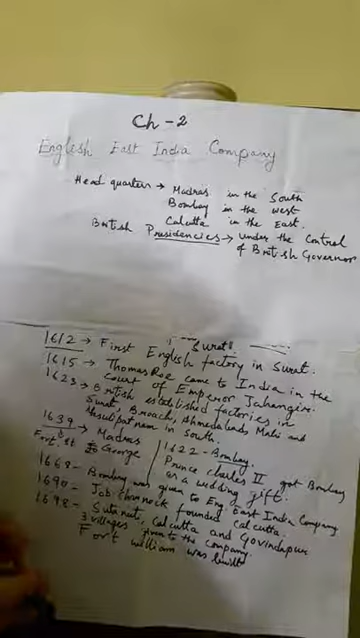 Ch - 2
English East India Company
Head quarter → Madras in the South
Bombay in the west
Calcutta in the East.
British Presidencies → under the Control
of British Governor
Surat
1612 → First English factory in Surat.
1615 → Thomas Roe came to India in the
Court of Emperor Jahangir.
1623 → British established factories in
Surat, Broach, Ahmedabad, and
Masulipatnam in South.
1639 → Madras
Fort. St George
1622 - Bombay.
Prince Charles II got Bombay
as a wedding gift.
1668 - Bombay was given to Eng. East India Company
1690 - Job Charnock founded Calcutta.
1698 - Sutanuti, Calcutta and Govindapur
3 villages given to the company.
Fort William was built